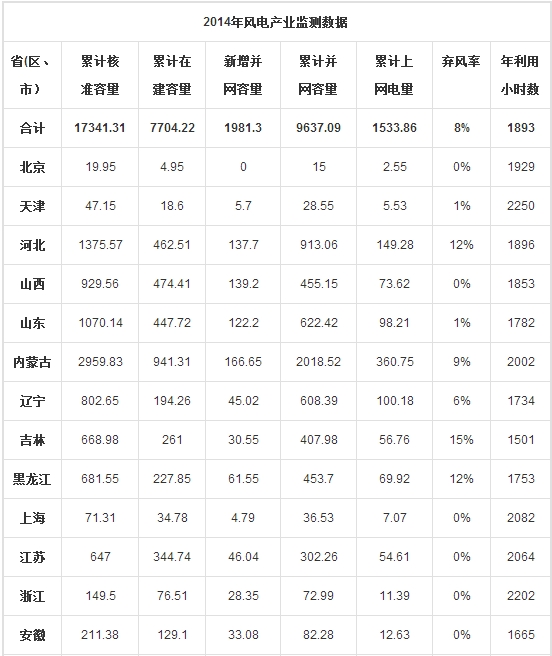 2014年风电产业监测数据
省(区、市） 累计核准容量 累计在建容量 新增并网容量 累计并网容量 累计上网电量 弃风率 年利用小时数
合计 17341.31 7704.22 1981.3 9637.09 1533.86 8% 1893
北京 19.95 4.95 0 15 2.55 0% 1929
天津 47.15 18.6 5.7 28.55 5.53 1% 2250
河北 1375.57 462.51 137.7 913.06 149.28 12% 1896
山西 929.56 474.41 139.2 455.15 73.62 0% 1853
山东 1070.14 447.72 122.2 622.42 98.21 1% 1782
内蒙古 2959.83 941.31 166.65 2018.52 360.75 9% 2002
辽宁 802.65 194.26 45.02 608.39 100.18 6% 1734
吉林 668.98 261 30.55 407.98 56.76 15% 1501
黑龙江 681.55 227.85 61.55 453.7 69.92 12% 1753
上海 71.31 34.78 4.79 36.53 7.07 0% 2082
江苏 647 344.74 46.04 302.26 54.61 0% 2064
浙江 149.5 76.51 28.35 72.99 11.39 0% 2202
安徽 211.38 129.1 33.08 82.28 12.63 0% 1665